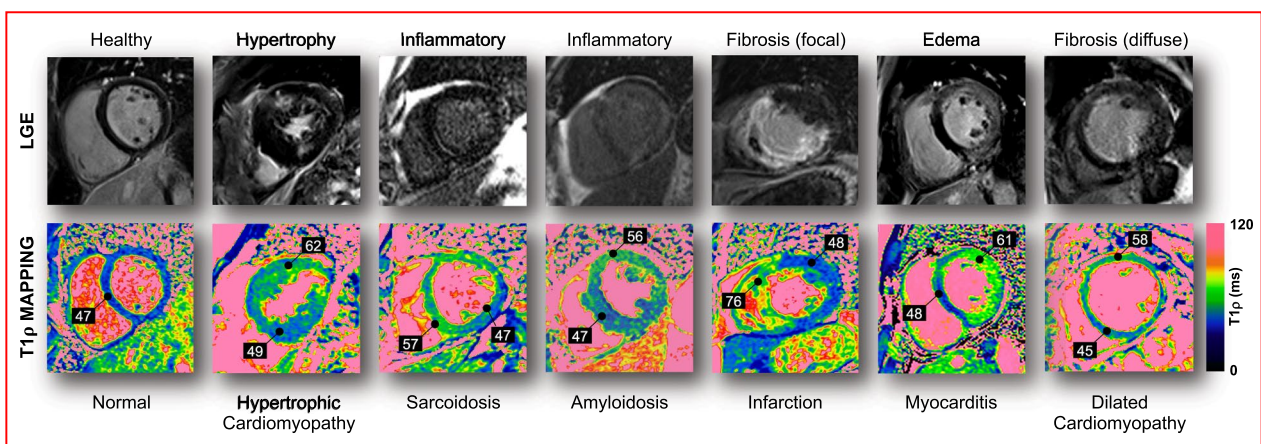 Healthy
Hypertrophy
Inflammatory
Inflammatory
Fibrosis (focal)
Edema
Fibrosis (diffuse)
LGE
T1ρ MAPPING
47
62
49
57
47
56
47
76
48
48
61
58
45
120
T1ρ (ms)
0
Normal
Hypertrophic
Cardiomyopathy
Sarcoidosis
Amyloidosis
Infarction
Myocarditis
Dilated
Cardiomyopathy